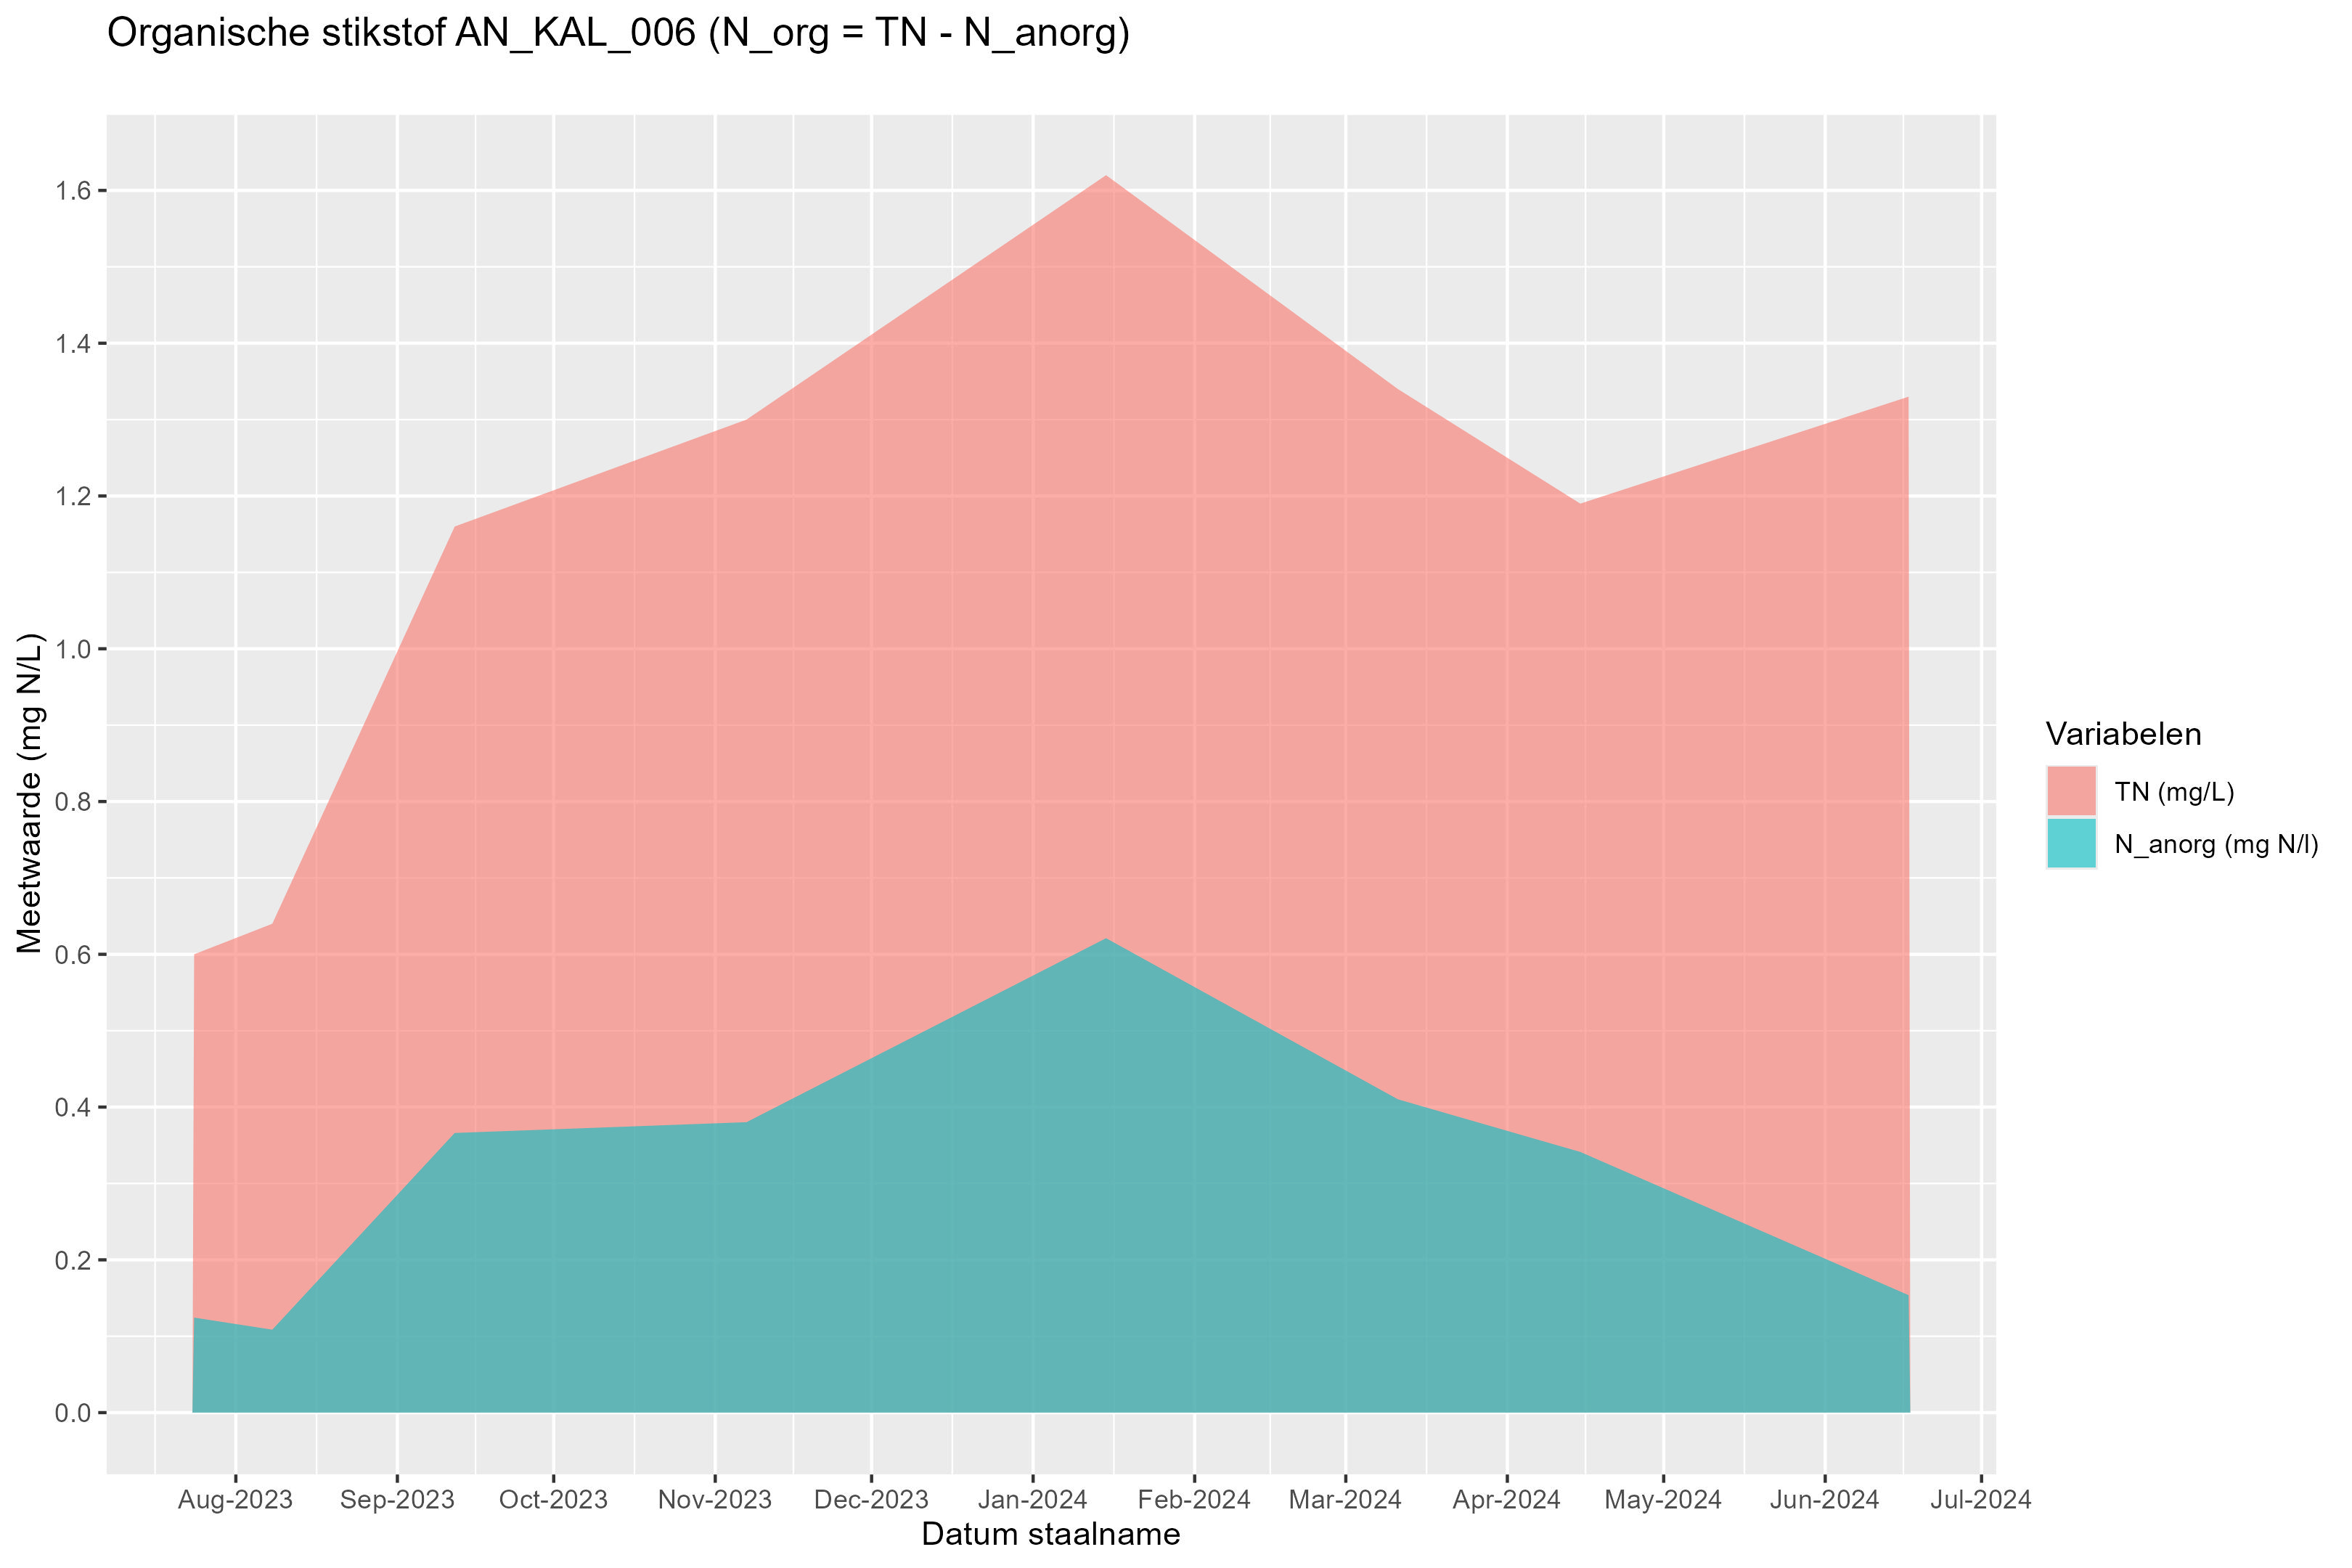 Organische stikstof AN_KAL_006 (N_org = TN - N_anorg)
Meetwaarde (mg N/L)
1.6
1.4
1.2
1.0
0.8
0.6
0.4
0.2
0.0
Aug-2023 Sep-2023 Oct-2023 Nov-2023 Dec-2023 Jan-2024 Feb-2024 Mar-2024 Apr-2024 May-2024 Jun-2024 Jul-2024
Datum staalname
Variabelen
TN (mg/L)
N_anorg (mg N/l)